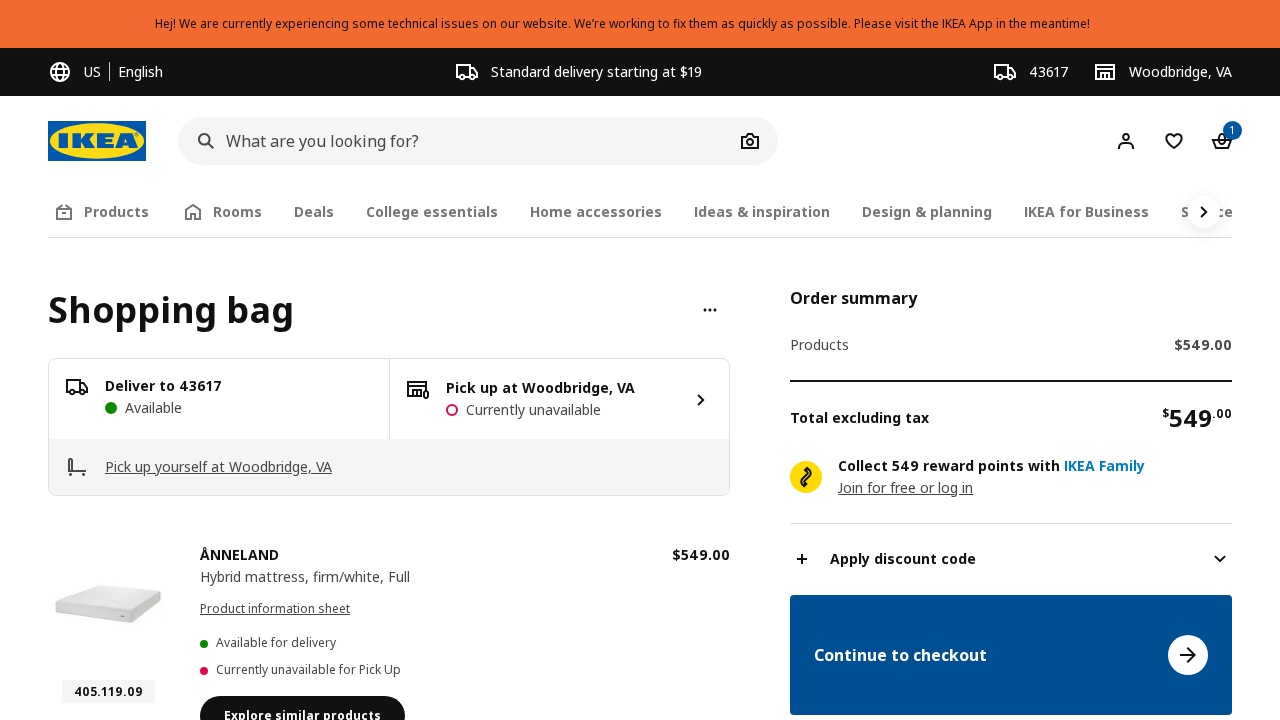 Hej! We are currently experiencing some technical issues on our website. We're working to fix them as quickly as possible. Please visit the IKEA App in the meantime!
US English
Standard delivery starting at $19
43617
Woodbridge, VA
IKEA
What are you looking for?
1
Products
Rooms
Deals
College essentials
Home accessories
Ideas & inspiration
Design & planning
IKEA for Business
Shopping bag
Deliver to 43617
Available
Pick up at Woodbridge, VA
Currently unavailable
Pick up yourself at Woodbridge, VA
ÅNNELAND
$549.00
Hybrid mattress, firm/white, Full
Product information sheet
Available for delivery
Currently unavailable for Pick Up
405.119.09
Explore similar products
Order summary
Products $549.00
Total excluding tax $549.00
Collect 549 reward points with IKEA Family
Join for free or log in
Apply discount code
Continue to checkout